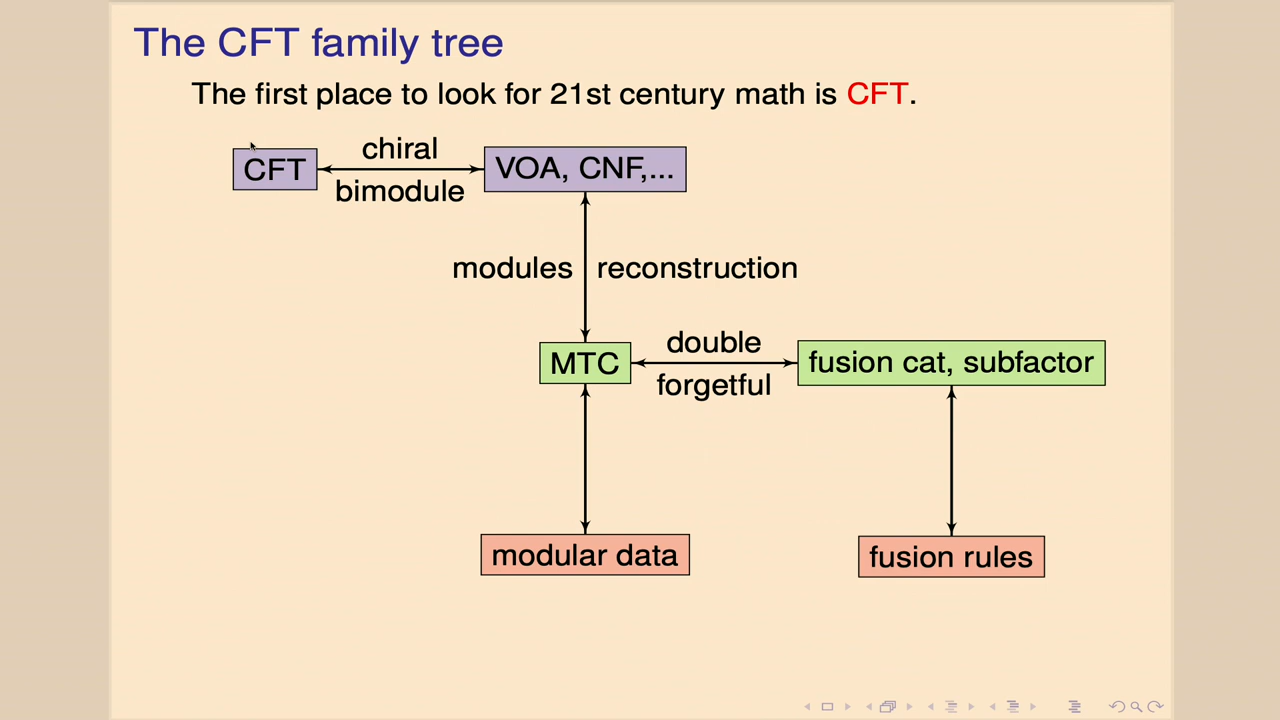 The CFT family tree
The first place to look for 21st century math is CFT.
chiral
CFT
VOA, CNF,...
bimodule
modules
reconstruction
double
MTC
fusion cat, subfactor
forgetful
modular data
fusion rules